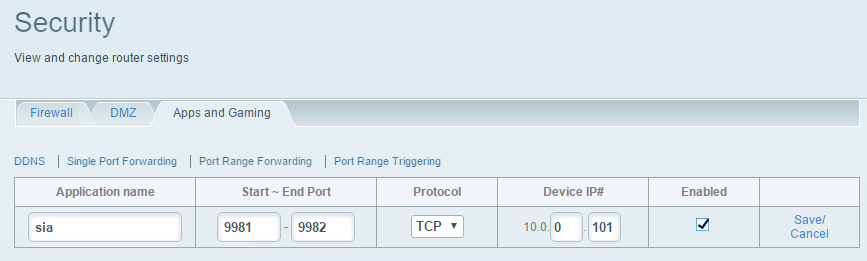 Security
View and change router settings
Firewall DMZ Apps and Gaming
DDNS | Single Port Forwarding | Port Range Forwarding | Port Range Triggering
Application name Start ~ End Port Protocol Device IP# Enabled
sia 9981 - 9982 TCP 10.0. 0 . 101 Save/
Cancel